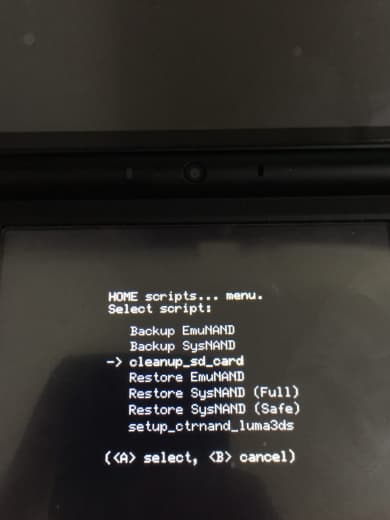 HOME scripts... menu.
Select script:
Backup EmuNAND
Backup SysNAND
-> cleanup_sd_card
Restore EmuNAND
Restore SysNAND (Full)
Restore SysNAND (Safe)
setup_ctrnand_luma3ds
(<A> select, <B> cancel)